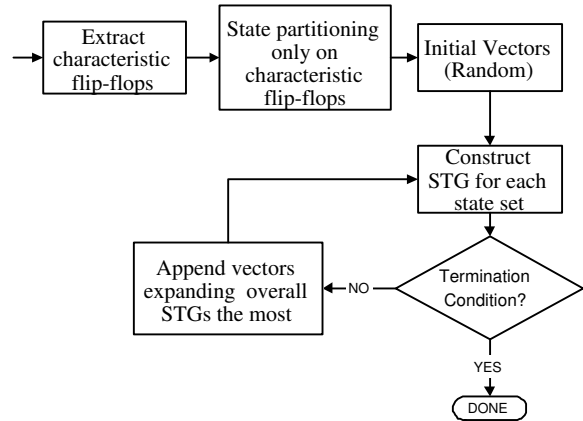 Extract
characteristic
flip-flops
State partitioning
only on
characteristic
flip-flops
Initial Vectors
(Random)
Construct
STG for each
state set
Append vectors
expanding overall
STGs the most
NO
Termination
Condition?
YES
DONE